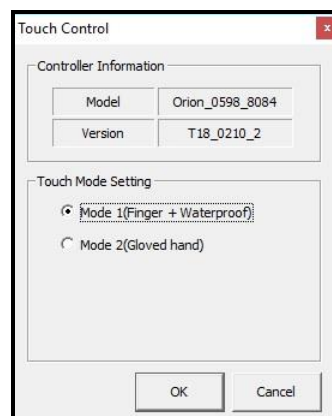 Touch Control
x
Controller Information
Model Orion_0598_8084
Version T18_0210_2
Touch Mode Setting
Mode 1(Finger + Waterproof)
Mode 2(Gloved hand)
OK Cancel